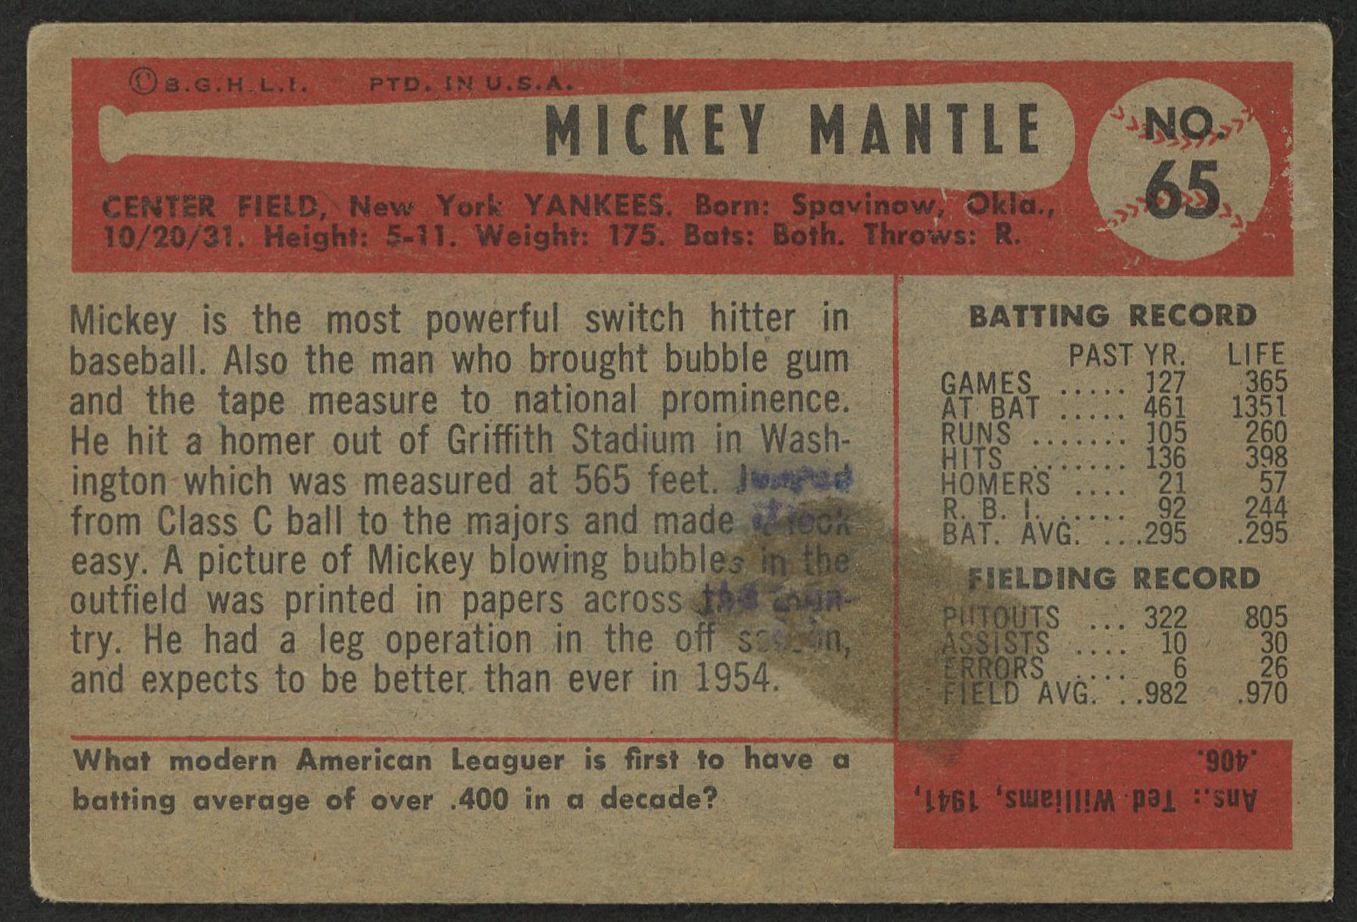 ©B.G.H.L.I. PTD. IN U.S.A.
MICKEY MANTLE
NO.
65
CENTER FIELD, New York YANKEES. Born: Spavinaw, Okla.,
10/20/31. Height: 5-11. Weight: 175. Bats: Both. Throws: R.
Mickey is the most powerful switch hitter in
baseball. Also the man who brought bubble gum
and the tape measure to national prominence.
He hit a homer out of Griffith Stadium in Wash-
ington which was measured at 565 feet. Jumped
from Class C ball to the majors and made it look
easy. A picture of Mickey blowing bubbles in the
outfield was printed in papers across the coun-
try. He had a leg operation in the off season,
and expects to be better than ever in 1954.
BATTING RECORD
PAST YR. LIFE
GAMES ..... 127 365
AT BAT ..... 461 1351
RUNS ....... 105 260
HITS ........ 136 398
HOMERS .... 21 57
R. B. I. ...... 92 244
BAT. AVG. ...295 .295
FIELDING RECORD
PUTOUTS ... 322 805
ASSISTS .... 10 30
ERRORS ..... 6 26
FIELD AVG. ..982 .970
What modern American Leaguer is first to have a
batting average of over .400 in a decade?
Ans.: Ted Williams, 1941,
.406.